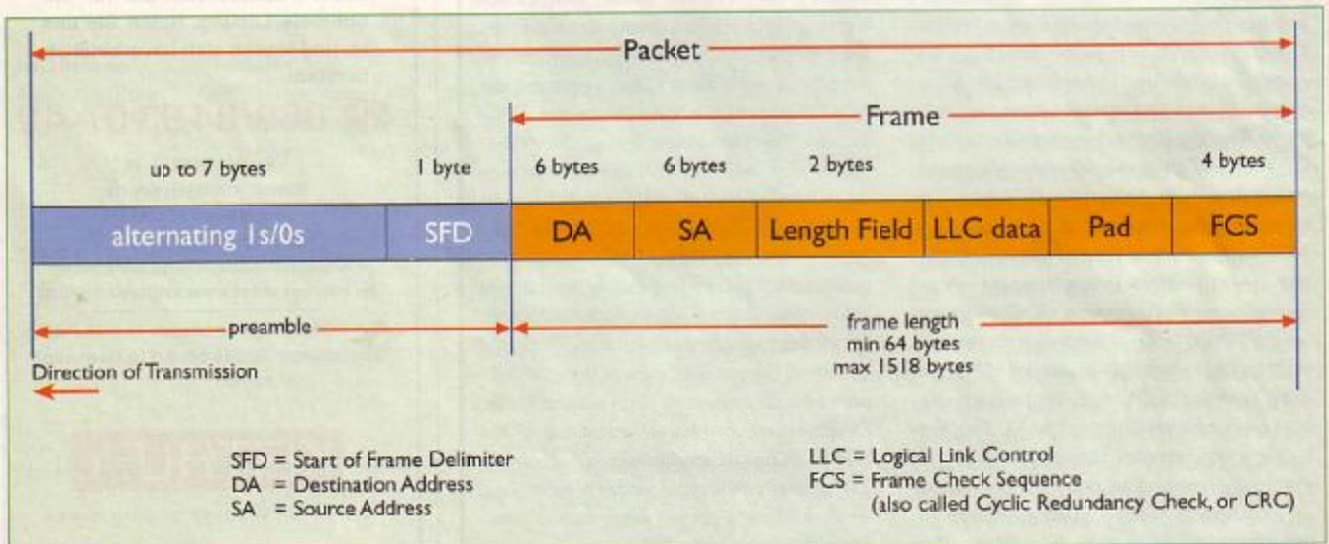 Packet
Frame
up to 7 bytes
1 byte
6 bytes
6 bytes
2 bytes
4 bytes
alternating 1s/0s
SFD
DA
SA
Length Field
LLC data
Pad
FCS
preamble
frame length
min 64 bytes
max 1518 bytes
Direction of Transmission
SFD = Start of Frame Delimiter
DA = Destination Address
SA = Source Address
LLC = Logical Link Control
FCS = Frame Check Sequence
(also called Cyclic Redundancy Check, or CRC)